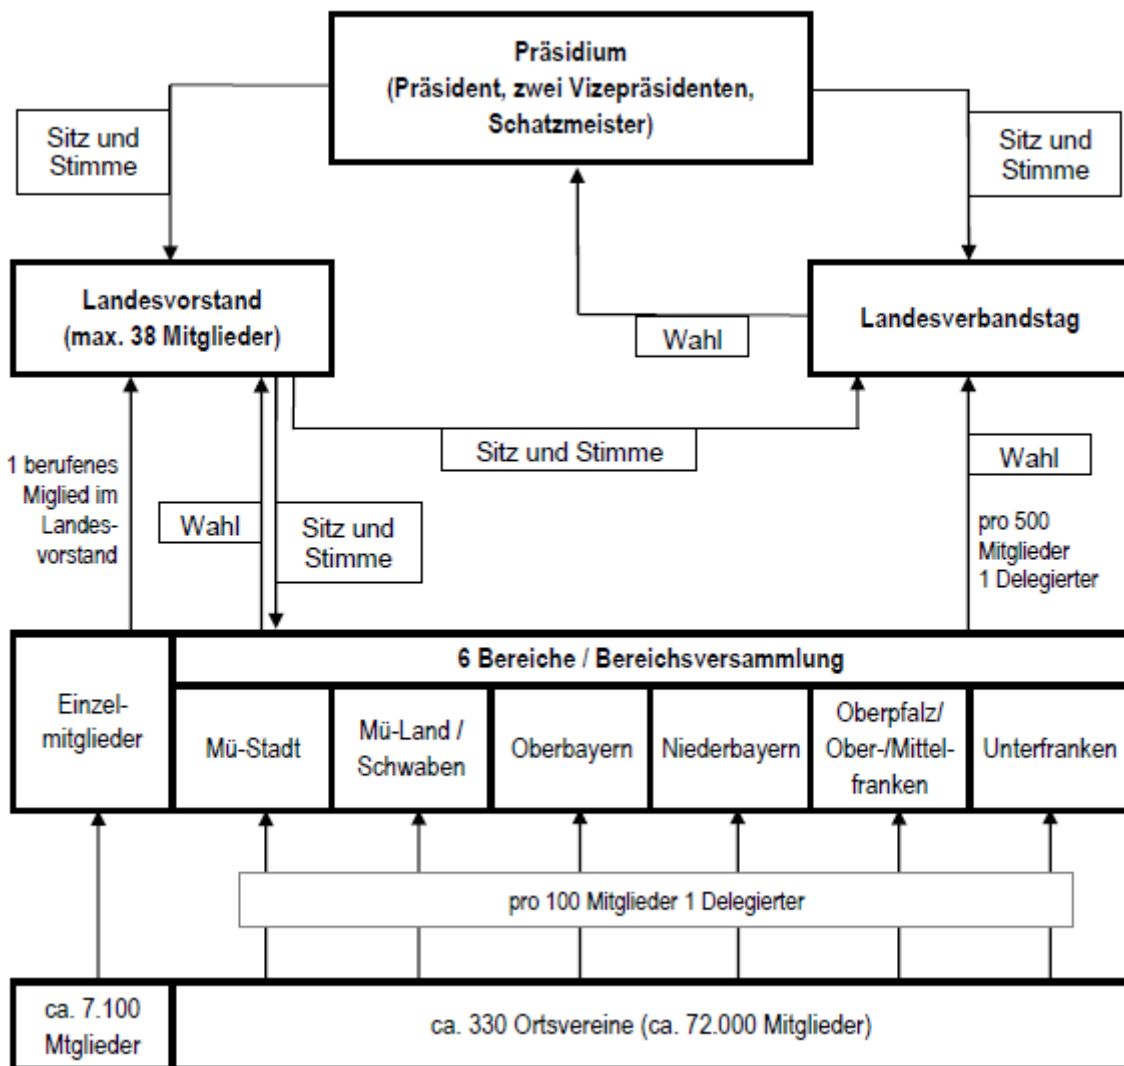 Präsidium
(Präsident, zwei Vizepräsidenten,
Schatzmeister)
Sitz und
Stimme
Sitz und
Stimme
Landesvorstand
(max. 38 Mitglieder)
Landesverbandstag
Wahl
Sitz und Stimme
1 berufenes
Miglied im
Landes-
vorstand
Wahl
Sitz und
Stimme
Wahl
pro 500
Mitglieder
1 Delegierter
Einzel-
mitglieder
6 Bereiche / Bereichsversammlung
Mü-Stadt
Mü-Land /
Schwaben
Oberbayern
Niederbayern
Oberpfalz/
Ober-/Mittel-
franken
Unterfranken
pro 100 Mitglieder 1 Delegierter
ca. 7.100
Mtglieder
ca. 330 Ortsvereine (ca. 72.000 Mitglieder)